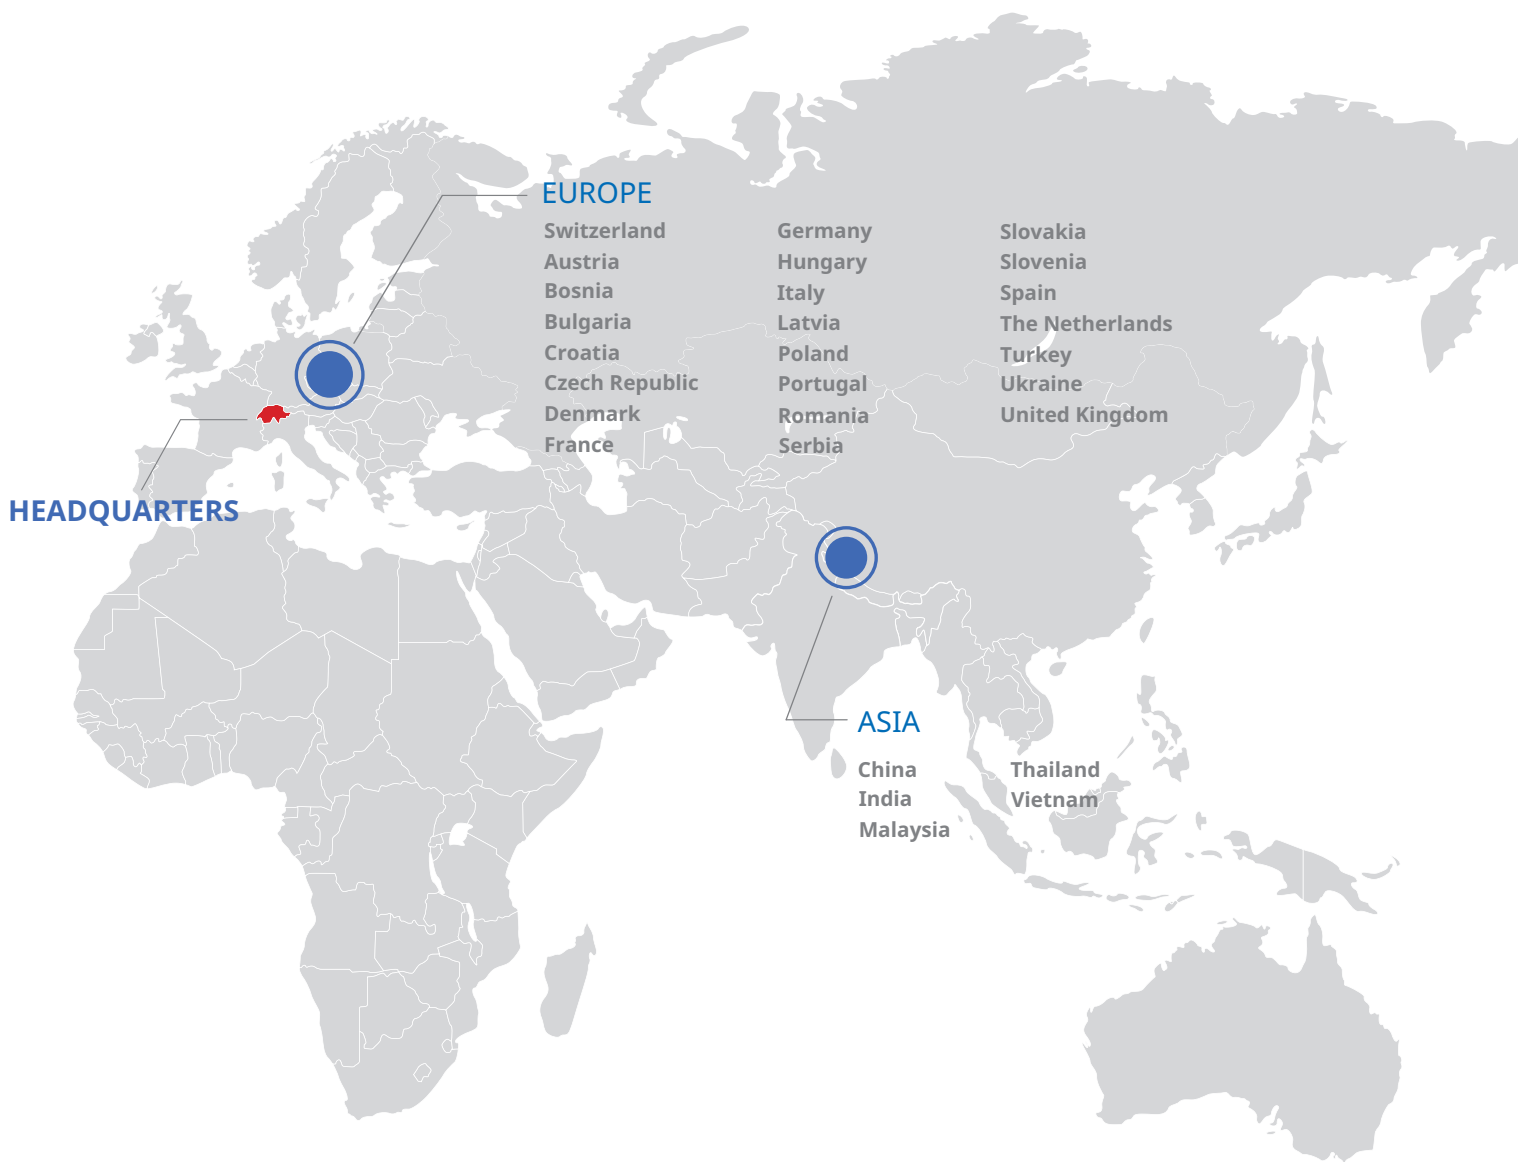 EUROPE
Switzerland
Austria
Bosnia
Bulgaria
Croatia
Czech Republic
Denmark
France
Germany
Hungary
Italy
Latvia
Poland
Portugal
Romania
Serbia
Slovakia
Slovenia
Spain
The Netherlands
Turkey
Ukraine
United Kingdom
HEADQUARTERS
ASIA
China
India
Malaysia
Thailand
Vietnam